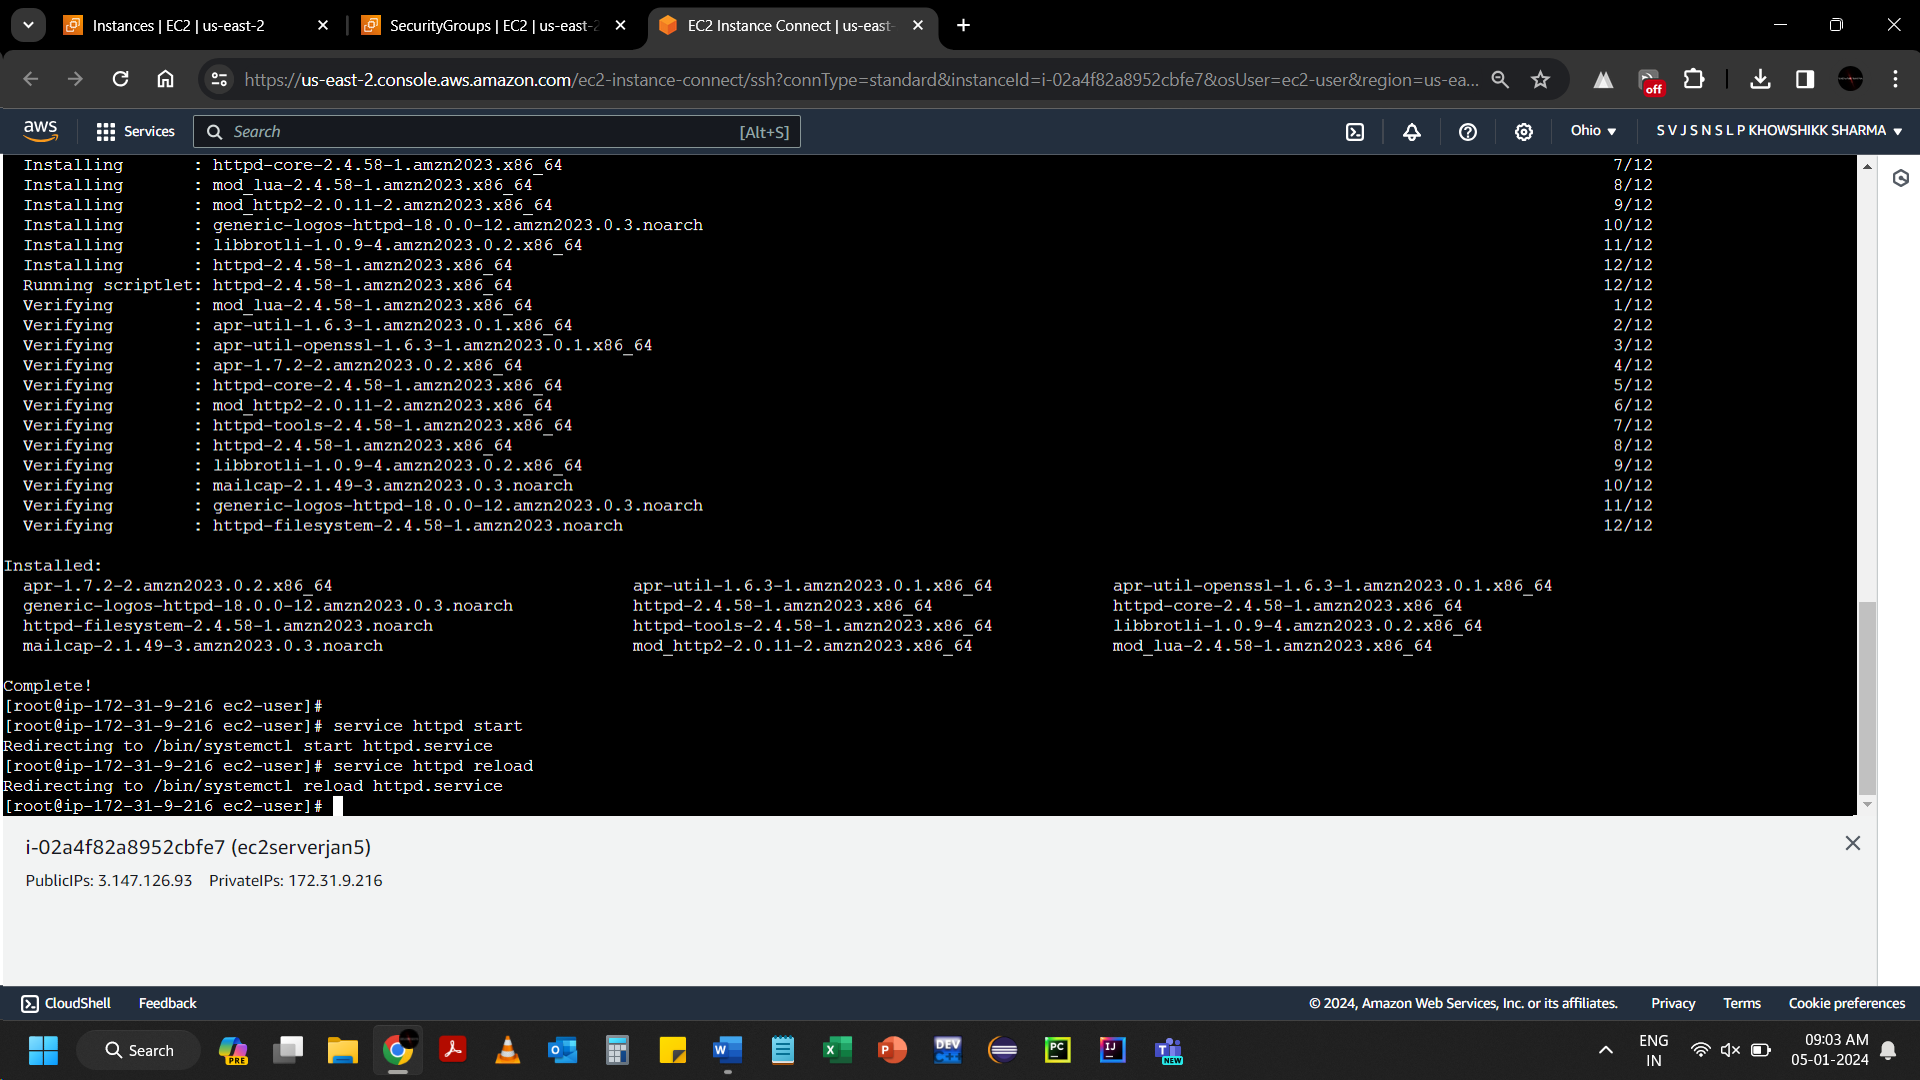 Instances | EC2 | us-east-2
SecurityGroups | EC2 | us-east-2
EC2 Instance Connect | us-east-
https://us-east-2.console.aws.amazon.com/ec2-instance-connect/ssh?connType=standard&instanceId=i-02a4f82a8952cbfe7&osUser=ec2-user&region=us-ea...
off
aws
Services
Search
[Alt+S]
Ohio
S V J S N S L P KHOWSHIKK SHARMA
Installing : httpd-core-2.4.58-1.amzn2023.x86_64 7/12
Installing : mod_lua-2.4.58-1.amzn2023.x86_64 8/12
Installing : mod_http2-2.0.11-2.amzn2023.x86_64 9/12
Installing : generic-logos-httpd-18.0.0-12.amzn2023.0.3.noarch 10/12
Installing : libbrotli-1.0.9-4.amzn2023.0.2.x86_64 11/12
Installing : httpd-2.4.58-1.amzn2023.x86_64 12/12
Running scriptlet: httpd-2.4.58-1.amzn2023.x86_64 12/12
Verifying : mod_lua-2.4.58-1.amzn2023.x86_64 1/12
Verifying : apr-util-1.6.3-1.amzn2023.0.1.x86_64 2/12
Verifying : apr-util-openssl-1.6.3-1.amzn2023.0.1.x86_64 3/12
Verifying : apr-1.7.2-2.amzn2023.0.2.x86_64 4/12
Verifying : httpd-core-2.4.58-1.amzn2023.x86_64 5/12
Verifying : mod_http2-2.0.11-2.amzn2023.x86_64 6/12
Verifying : httpd-tools-2.4.58-1.amzn2023.x86_64 7/12
Verifying : httpd-2.4.58-1.amzn2023.x86_64 8/12
Verifying : libbrotli-1.0.9-4.amzn2023.0.2.x86_64 9/12
Verifying : mailcap-2.1.49-3.amzn2023.0.3.noarch 10/12
Verifying : generic-logos-httpd-18.0.0-12.amzn2023.0.3.noarch 11/12
Verifying : httpd-filesystem-2.4.58-1.amzn2023.noarch 12/12
Installed:
apr-1.7.2-2.amzn2023.0.2.x86_64 apr-util-1.6.3-1.amzn2023.0.1.x86_64 apr-util-openssl-1.6.3-1.amzn2023.0.1.x86_64
generic-logos-httpd-18.0.0-12.amzn2023.0.3.noarch httpd-2.4.58-1.amzn2023.x86_64 httpd-core-2.4.58-1.amzn2023.x86_64
httpd-filesystem-2.4.58-1.amzn2023.noarch httpd-tools-2.4.58-1.amzn2023.x86_64 libbrotli-1.0.9-4.amzn2023.0.2.x86_64
mailcap-2.1.49-3.amzn2023.0.3.noarch mod_http2-2.0.11-2.amzn2023.x86_64 mod_lua-2.4.58-1.amzn2023.x86_64
Complete!
[root@ip-172-31-9-216 ec2-user]#
[root@ip-172-31-9-216 ec2-user]# service httpd start
Redirecting to /bin/systemctl start httpd.service
[root@ip-172-31-9-216 ec2-user]# service httpd reload
Redirecting to /bin/systemctl reload httpd.service
[root@ip-172-31-9-216 ec2-user]#
i-02a4f82a8952cbfe7 (ec2serverjan5)
PublicIPs: 3.147.126.93 PrivateIPs: 172.31.9.216
CloudShell
Feedback
© 2024, Amazon Web Services, Inc. or its affiliates.
Privacy
Terms
Cookie preferences
Search
PRE
DEV
PC
IJ
NEW
ENG
IN
09:03 AM
05-01-2024